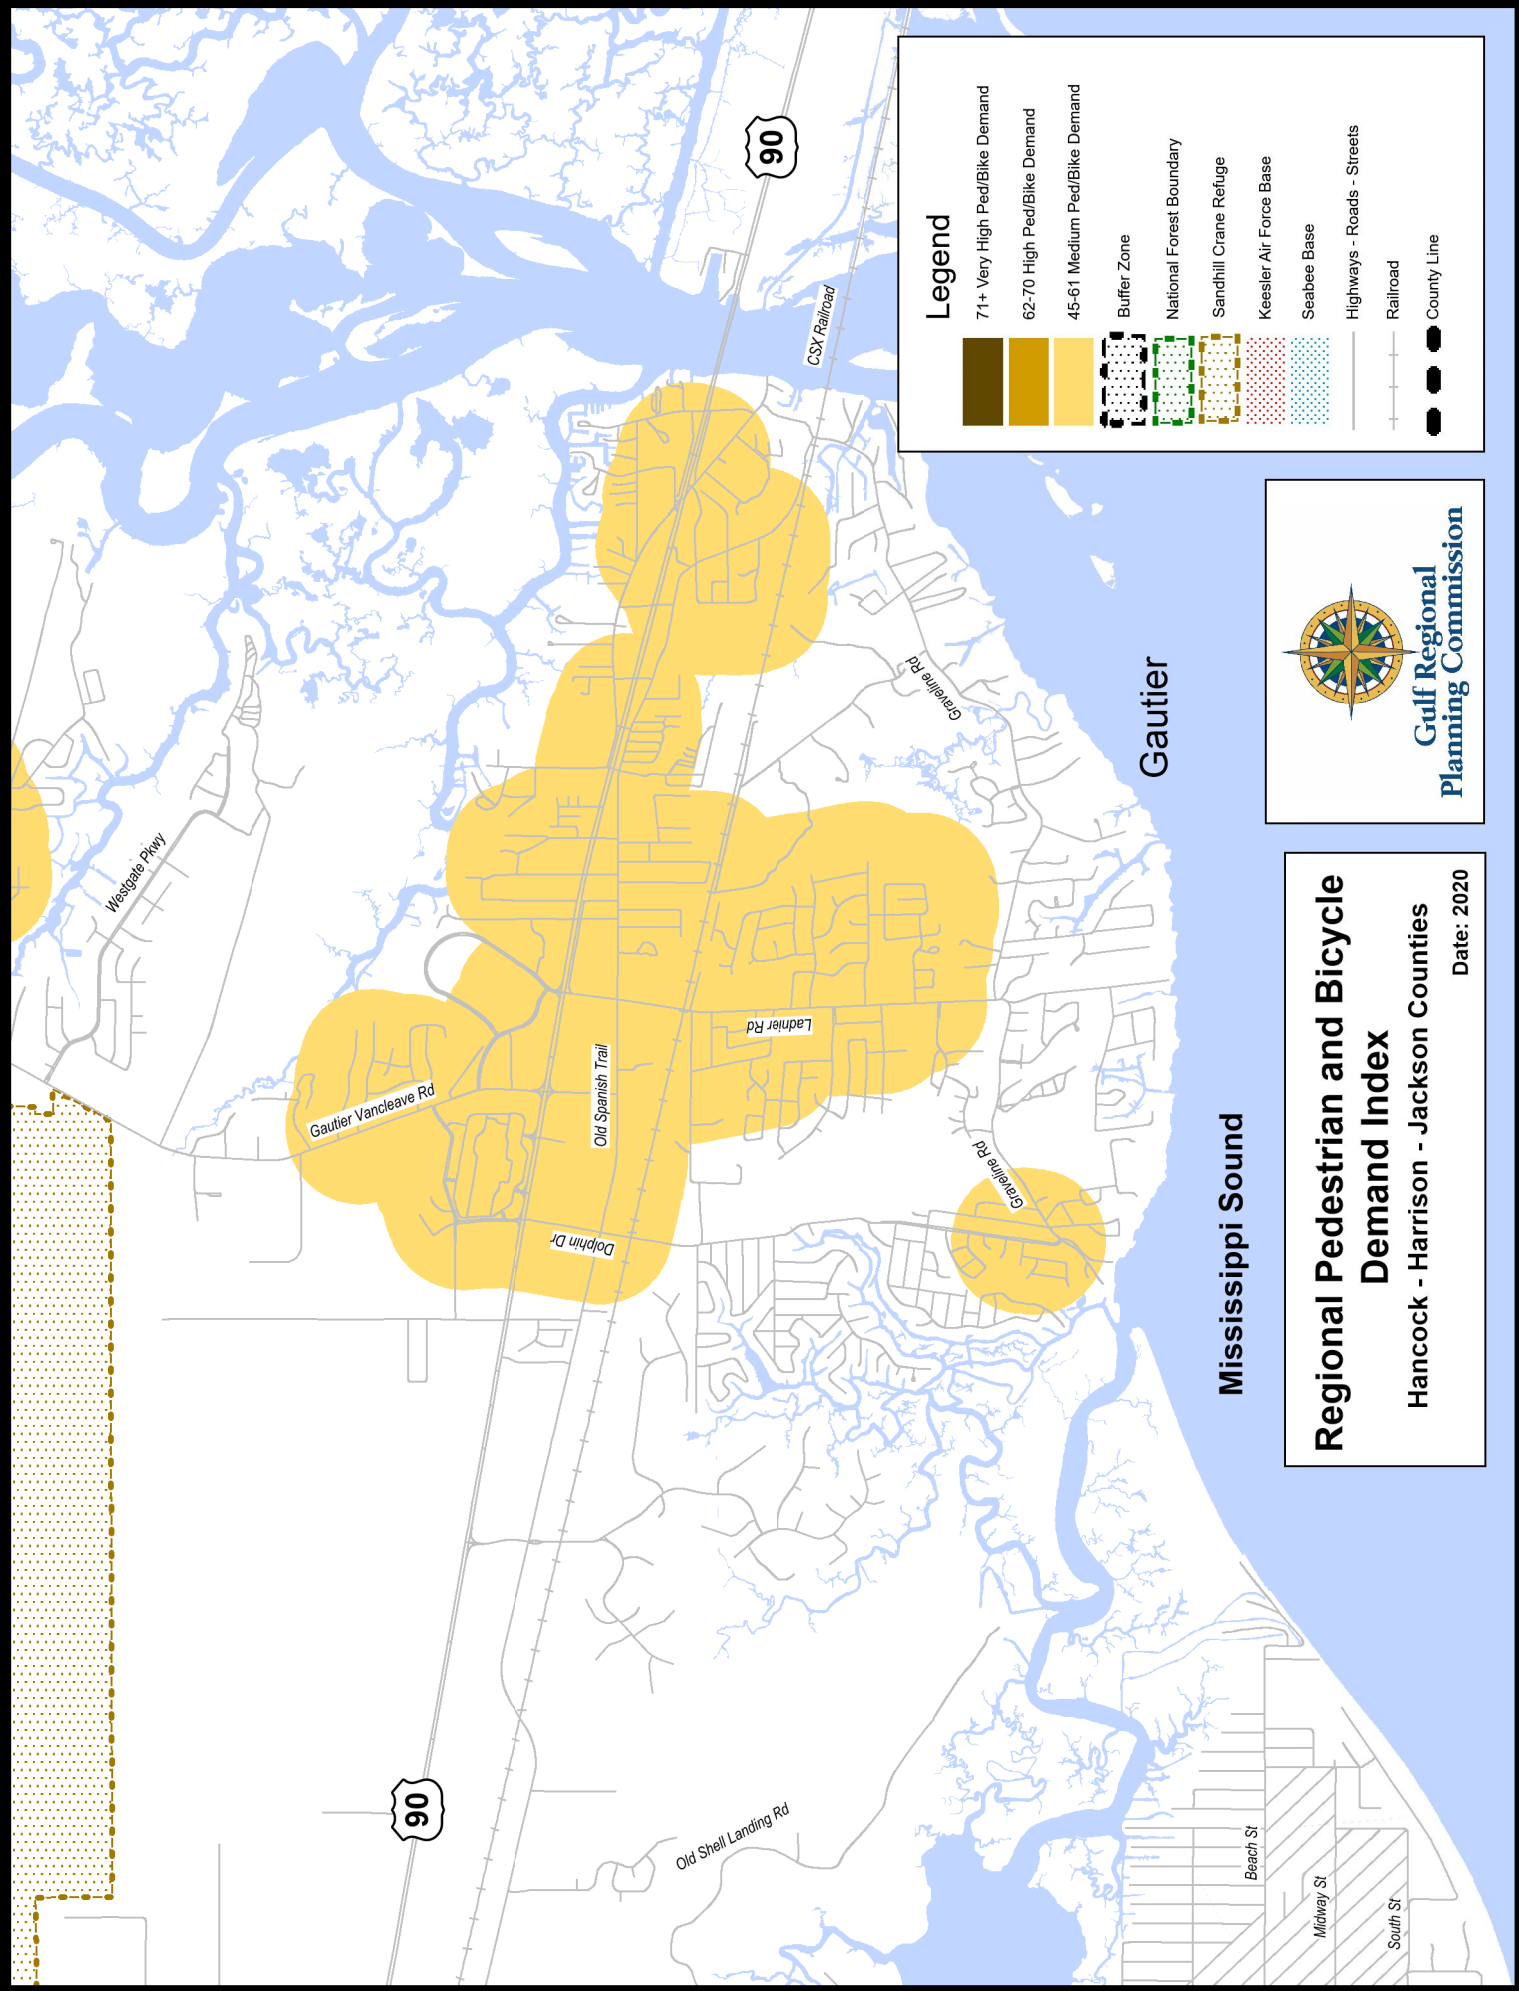 Westgate Pkwy
Gautier Vancleave Rd
Old Spanish Trail
Dolphin Dr
Ladnier Rd
Graveline Rd
Graveline Rd
CSX Railroad
90
90
Old Shell Landing Rd
Beach St
Midway St
South St
Gautier
Mississippi Sound
Regional Pedestrian and Bicycle
Demand Index
Hancock - Harrison - Jackson Counties
Date: 2020
Gulf Regional
Planning Commission
Legend
71+ Very High Ped/Bike Demand
62-70 High Ped/Bike Demand
45-61 Medium Ped/Bike Demand
Buffer Zone
National Forest Boundary
Sandhill Crane Refuge
Keesler Air Force Base
Seabee Base
Highways - Roads - Streets
Railroad
County Line